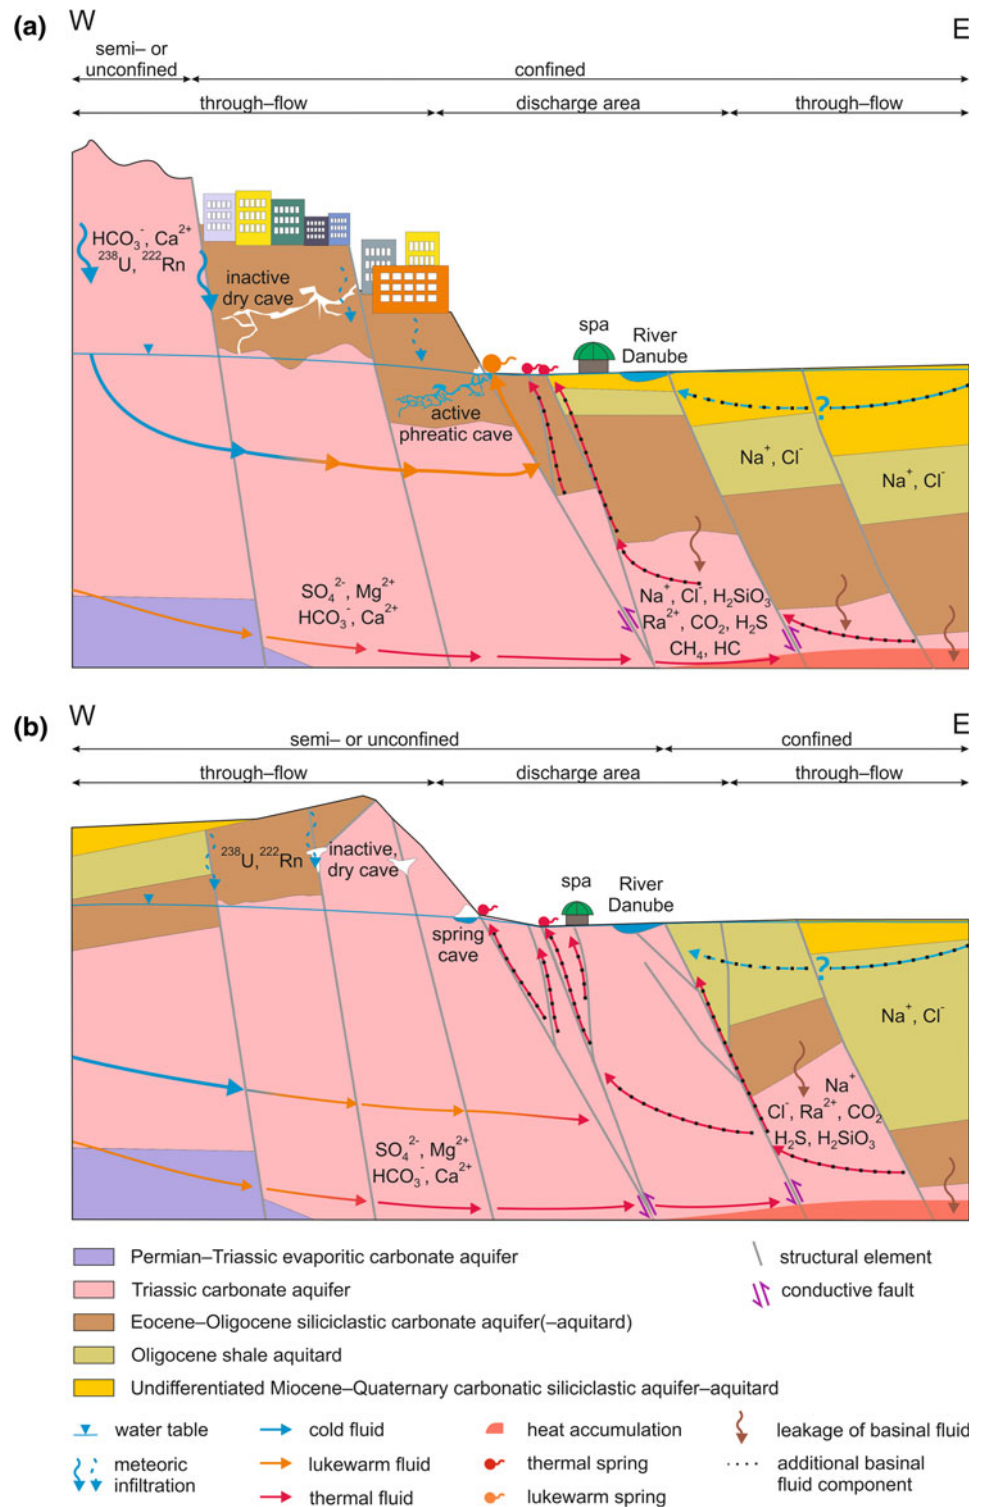 (a)
W
E
semi– or
unconfined
confined
through–flow
discharge area
through–flow
HCO₃⁻, Ca²⁺
²³⁸U, ²²²Rn
inactive
dry cave
spa
River
Danube
active
phreatic cave
?
Na⁺, Cl⁻
Na⁺, Cl⁻
SO₄²⁻, Mg²⁺
HCO₃⁻, Ca²⁺
Na⁺, Cl⁻, H₂SiO₃
Ra²⁺, CO₂, H₂S
CH₄, HC
(b)
W
E
semi– or unconfined
confined
through–flow
discharge area
through–flow
²³⁸U, ²²²Rn
inactive,
dry cave
spa
River
Danube
spring
cave
?
Na⁺, Cl⁻
Na⁺
Cl⁻, Ra²⁺, CO₂
H₂S, H₂SiO₃
SO₄²⁻, Mg²⁺
HCO₃⁻, Ca²⁺
Permian–Triassic evaporitic carbonate aquifer
structural element
Triassic carbonate aquifer
conductive fault
Eocene–Oligocene siliciclastic carbonate aquifer(–aquitard)
Oligocene shale aquitard
Undifferentiated Miocene–Quaternary carbonatic siliciclastic aquifer–aquitard
water table
cold fluid
heat accumulation
leakage of basinal fluid
meteoric
infiltration
lukewarm fluid
thermal spring
additional basinal
fluid component
thermal fluid
lukewarm spring